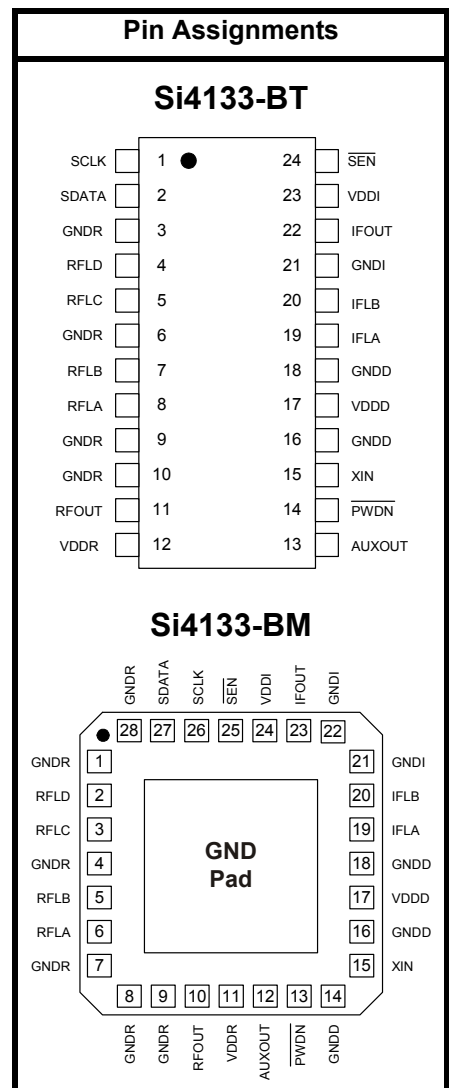 Pin Assignments
Si4133-BT
SCLK 1 24 SEN
SDATA 2 23 VDDI
GNDR 3 22 IFOUT
RFLD 4 21 GNDI
RFLC 5 20 IFLB
GNDR 6 19 IFLA
RFLB 7 18 GNDD
RFLA 8 17 VDDD
GNDR 9 16 GNDD
GNDR 10 15 XIN
RFOUT 11 14 PWDN
VDDR 12 13 AUXOUT
Si4133-BM
GNDR SDATA SCLK SEN VDDI IFOUT GNDI
28 27 26 25 24 23 22
GNDR 1 21 GNDI
RFLD 2 20 IFLB
RFLC 3 19 IFLA
GNDR 4 18 GNDD
RFLB 5 17 VDDD
RFLA 6 16 GNDD
GNDR 7 15 XIN
GND
Pad
8 9 10 11 12 13 14
GNDR GNDR RFOUT VDDR AUXOUT PWDN GNDD